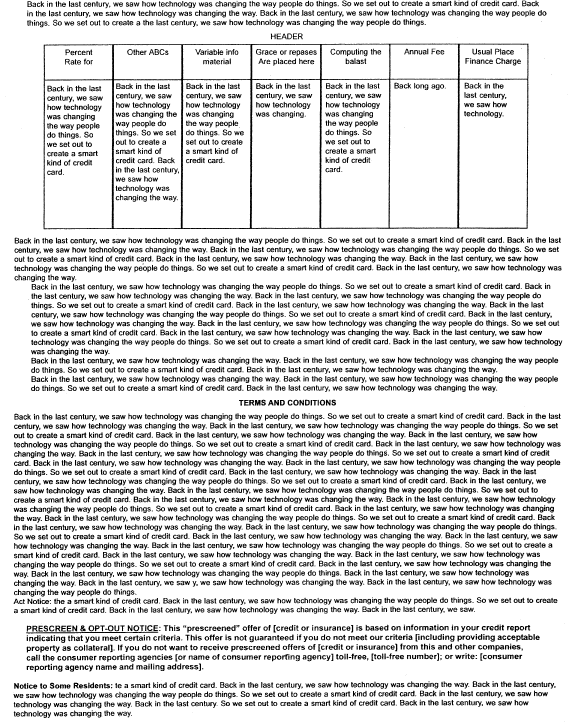 Back in the last century, we saw how technology was changing the way people do things. So we set out to create a smart kind of credit card. Back
in the last century, we saw how technology was changing the way. Back in the last century, we saw how technology was changing the way people do
things. So we set out to create a the last century, we saw how technology was changing the way people do things.
HEADER
Percent
Rate for
Other ABCs
Variable info
material
Grace or repases
Are placed here
Computing the
balast
Annual Fee
Usual Place
Finance Charge
Back in the last
century, we saw
how technology
was changing
the way people
do things. So
we set out to
create a smart
kind of credit
card.
Back in the last
century, we saw
how technology
was changing the
way people do
things. So we set
out to create a
smart kind of
credit card. Back
in the last century,
we saw how
technology was
changing the way.
Back in the last
century, we saw
how technology
was changing
the way people
do things. So we
set out to create
a smart kind of
credit card.
Back in the last
century, we saw
how technology
was changing.
Back in the last
century, we saw
how technology
was changing
the way people
do things. So
we set out to
create a smart
kind of credit
card.
Back long ago.
Back in the
last century,
we saw how
technology.
Back in the last century, we saw how technology was changing the way people do things. So we set out to create a smart kind of credit card. Back in the last
century, we saw how technology was changing the way. Back in the last century, we saw how technology was changing the way people do things. So we set
out to create a smart kind of credit card. Back in the last century, we saw how technology was changing the way. Back in the last century, we saw how
technology was changing the way people do things. So we set out to create a smart kind of credit card. Back in the last century, we saw how technology was
changing the way.
Back in the last century, we saw how technology was changing the way people do things. So we set out to create a smart kind of credit card. Back in
the last century, we saw how technology was changing the way. Back in the last century, we saw how technology was changing the way people do
things. So we set out to create a smart kind of credit card. Back in the last century, we saw how technology was changing the way. Back in the last
century, we saw how technology was changing the way people do things. So we set out to create a smart kind of credit card. Back in the last century,
we saw how technology was changing the way. Back in the last century, we saw how technology was changing the way people do things. So we set out
to create a smart kind of credit card. Back in the last century, we saw how technology was changing the way. Back in the last century, we saw how
technology was changing the way people do things. So we set out to create a smart kind of credit card. Back in the last century, we saw how technology
was changing the way.
Back in the last century, we saw how technology was changing the way. Back in the last century, we saw how technology was changing the way people
do things. So we set out to create a smart kind of credit card. Back in the last century, we saw how technology was changing the way.
Back in the last century, we saw how technology was changing the way. Back in the last century, we saw how technology was changing the way people
do things. So we set out to create a smart kind of credit card. Back in the last century, we saw how technology was changing the way.
TERMS AND CONDITIONS
Back in the last century, we saw how technology was changing the way people do things. So we set out to create a smart kind of credit card. Back in the last
century, we saw how technology was changing the way. Back in the last century, we saw how technology was changing the way people do things. So we set
out to create a smart kind of credit card. Back in the last century, we saw how technology was changing the way. Back in the last century, we saw how
technology was changing the way people do things. So we set out to create a smart kind of credit card. Back in the last century, we saw how technology was
changing the way. Back in the last century, we saw how technology was changing the way people do things. So we set out to create a smart kind of credit
card. Back in the last century, we saw how technology was changing the way. Back in the last century, we saw how technology was changing the way people
do things. So we set out to create a smart kind of credit card. Back in the last century, we saw how technology was changing the way. Back in the last
century, we saw how technology was changing the way people do things. So we set out to create a smart kind of credit card. Back in the last century, we
saw how technology was changing the way. Back in the last century, we saw how technology was changing the way people do things. So we set out to
create a smart kind of credit card. Back in the last century, we saw how technology was changing the way. Back in the last century, we saw how technology
was changing the way people do things. So we set out to create a smart kind of credit card. Back in the last century, we saw how technology was changing
the way. Back in the last century, we saw how technology was changing the way people do things. So we set out to create a smart kind of credit card. Back
in the last century, we saw how technology was changing the way. Back in the last century, we saw how technology was changing the way people do things.
So we set out to create a smart kind of credit card. Back in the last century, we saw how technology was changing the way. Back in the last century, we saw
how technology was changing the way. Back in the last century, we saw how technology was changing the way people do things. So we set out to create a
smart kind of credit card. Back in the last century, we saw how technology was changing the way. Back in the last century, we saw how technology was
changing the way people do things. So we set out to create a smart kind of credit card. Back in the last century, we saw how technology was changing the
way. Back in the last century, we saw how technology was changing the way. Back in the last century, we saw how technology was
changing the way. Back in the last century, we saw y, we saw how technology was changing the way. Back in the last century, we saw how technology was
changing the way people do things.
Act Notice: the a smart kind of credit card. Back in the last century, we saw how technology was changing the way people do things. So we set out to create
a smart kind of credit card. Back in the last century, we saw how technology was changing the way. Back in the last century, we saw.
PRESCREEN & OPT-OUT NOTICE: This "prescreened" offer of [credit or insurance] is based on information in your credit report
indicating that you meet certain criteria. This offer is not guaranteed if you do not meet our criteria [including providing acceptable
property as collateral]. If you do not want to receive prescreened offers of [credit or insurance] from this and other companies,
call the consumer reporting agencies [or name of consumer reporting agency] toll-free, [toll-free number]; or write: [consumer
reporting agency name and mailing address].
Notice to Some Residents: te a smart kind of credit card. Back in the last century, we saw how technology was changing the way. Back in the last century,
we saw how technology was changing the way people do things. So we set out to create a smart kind of credit card. Back in the last century, we saw how
technology was changing the way. Back in the last century, we saw how technology was changing the way. Back in the last century, we saw how
technology was changing the way.